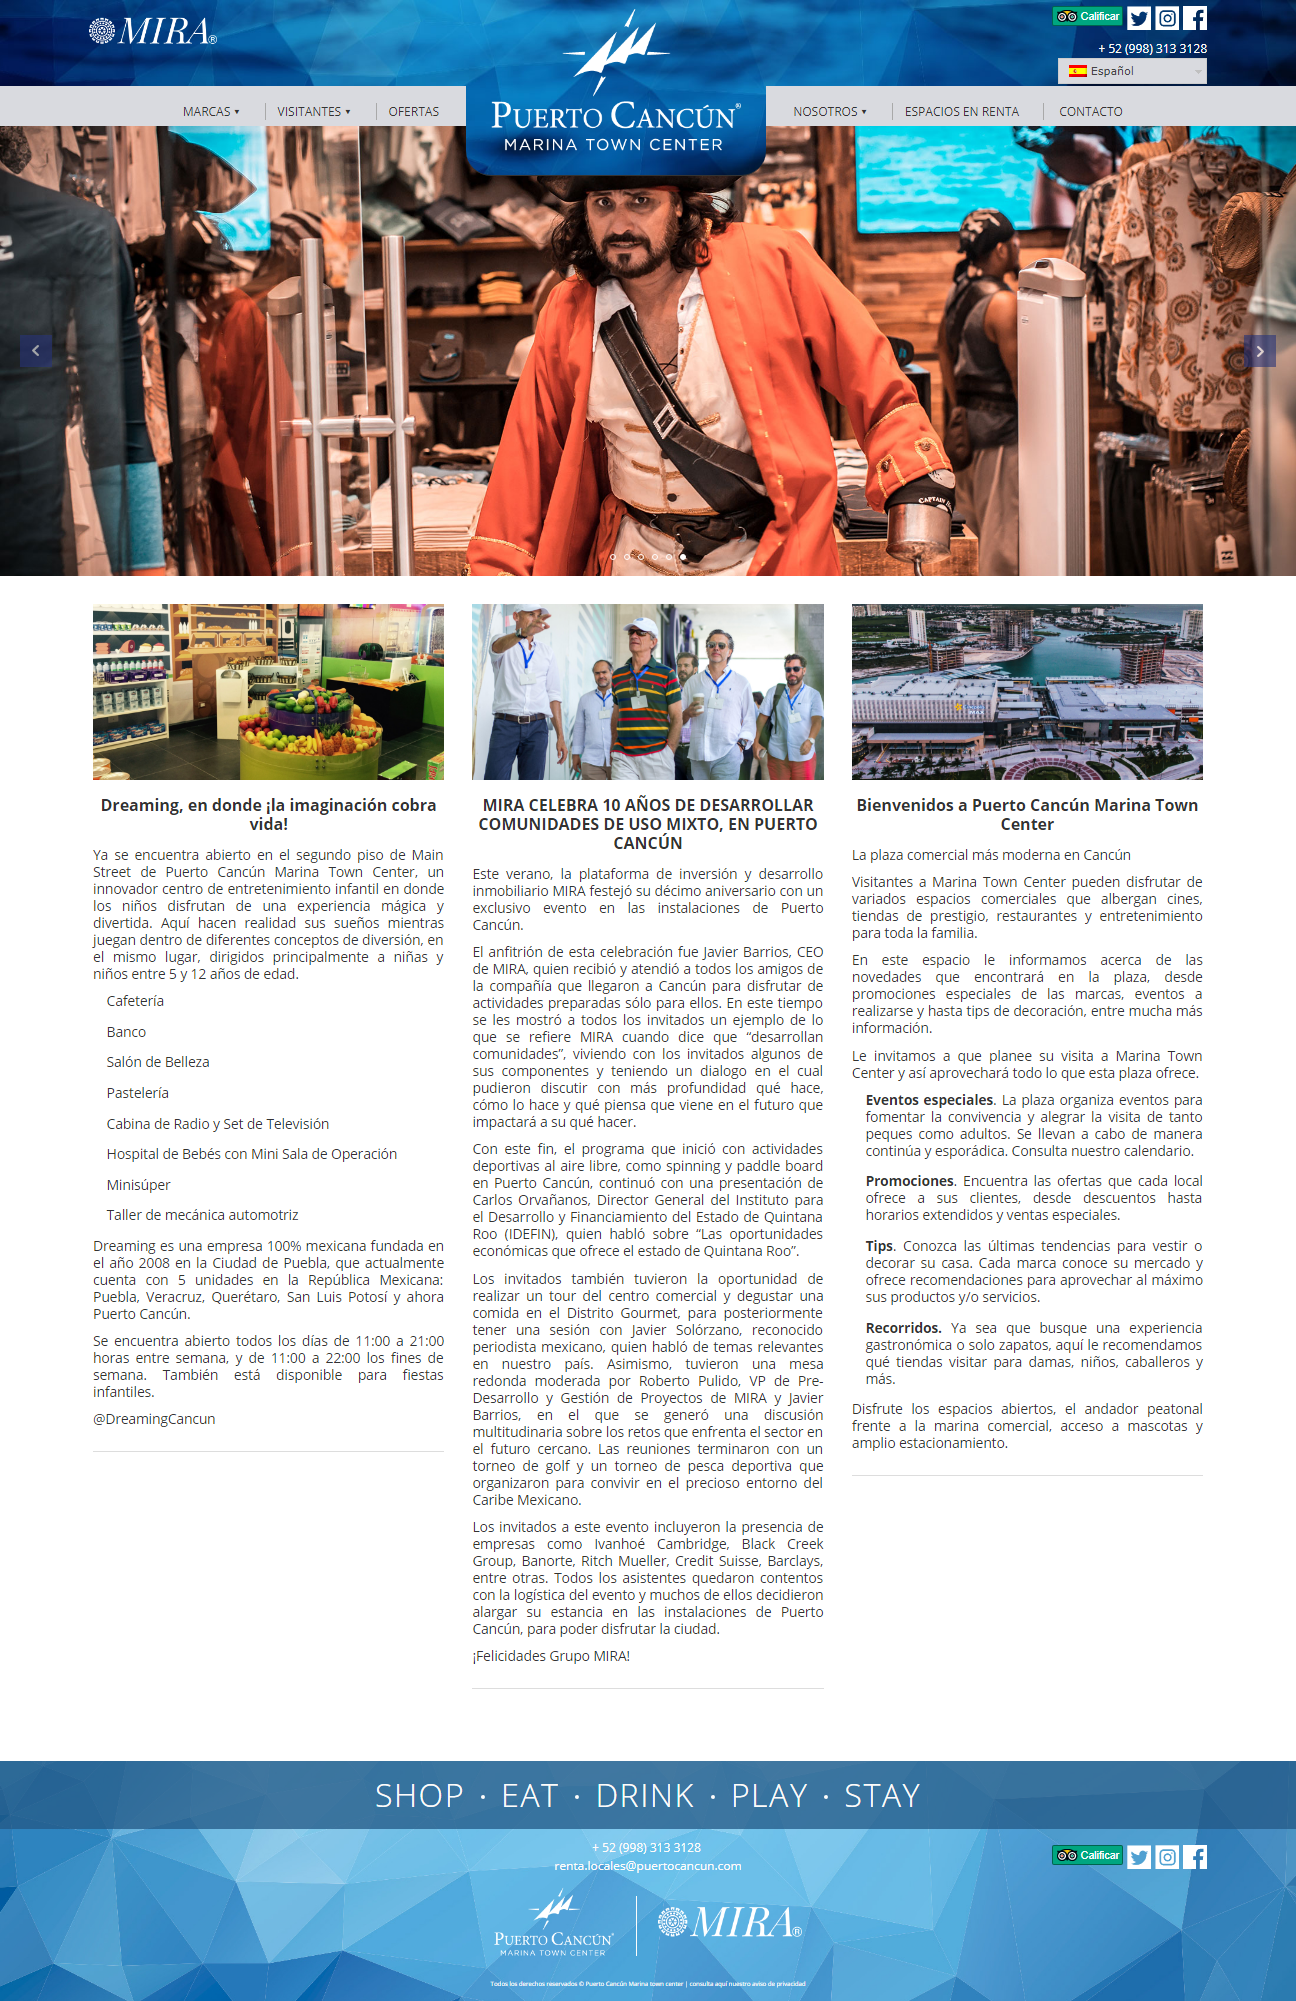 MIRA®
Calificar
+ 52 (998) 313 3128
Español
MARCAS ▾
VISITANTES ▾
OFERTAS
PUERTO CANCÚN®
MARINA TOWN CENTER
NOSOTROS ▾
ESPACIOS EN RENTA
CONTACTO
Dreaming, en donde ¡la imaginación cobra
vida!
Ya se encuentra abierto en el segundo piso de Main
Street de Puerto Cancún Marina Town Center, un
innovador centro de entretenimiento infantil en donde
los niños disfrutan de una experiencia mágica y
divertida. Aquí hacen realidad sus sueños mientras
juegan dentro de diferentes conceptos de diversión, en
el mismo lugar, dirigidos principalmente a niñas y
niños entre 5 y 12 años de edad.
Cafetería
Banco
Salón de Belleza
Pastelería
Cabina de Radio y Set de Televisión
Hospital de Bebés con Mini Sala de Operación
Minisúper
Taller de mecánica automotriz
Dreaming es una empresa 100% mexicana fundada en
el año 2008 en la Ciudad de Puebla, que actualmente
cuenta con 5 unidades en la República Mexicana:
Puebla, Veracruz, Querétaro, San Luis Potosí y ahora
Puerto Cancún.
Se encuentra abierto todos los días de 11:00 a 21:00
horas entre semana, y de 11:00 a 22:00 los fines de
semana. También está disponible para fiestas
infantiles.
@DreamingCancun
MIRA CELEBRA 10 AÑOS DE DESARROLLAR
COMUNIDADES DE USO MIXTO, EN PUERTO
CANCÚN
Este verano, la plataforma de inversión y desarrollo
inmobiliario MIRA festejó su décimo aniversario con un
exclusivo evento en las instalaciones de Puerto
Cancún.
El anfitrión de esta celebración fue Javier Barrios, CEO
de MIRA, quien recibió y atendió a todos los amigos de
la compañía que llegaron a Cancún para disfrutar de
actividades preparadas sólo para ellos. En este tiempo
se les mostró a todos los invitados un ejemplo de lo
que se refiere MIRA cuando dice que “desarrollan
comunidades”, viviendo con los invitados algunos de
sus componentes y teniendo un dialogo en el cual
pudieron discutir con más profundidad qué hace,
cómo lo hace y qué piensa que viene en el futuro que
impactará a su qué hacer.
Con este fin, el programa que inició con actividades
deportivas al aire libre, como spinning y paddle board
en Puerto Cancún, continuó con una presentación de
Carlos Orvañanos, Director General del Instituto para
el Desarrollo y Financiamiento del Estado de Quintana
Roo (IDEFIN), quien habló sobre “Las oportunidades
económicas que ofrece el estado de Quintana Roo”.
Los invitados también tuvieron la oportunidad de
realizar un tour del centro comercial y degustar una
comida en el Distrito Gourmet, para posteriormente
tener una sesión con Javier Solórzano, reconocido
periodista mexicano, quien habló de temas relevantes
en nuestro país. Asimismo, tuvieron una mesa
redonda moderada por Roberto Pulido, VP de Pre-
Desarrollo y Gestión de Proyectos de MIRA y Javier
Barrios, en el que se generó una discusión
multitudinaria sobre los retos que enfrenta el sector en
el futuro cercano. Las reuniones terminaron con un
torneo de golf y un torneo de pesca deportiva que
organizaron para convivir en el precioso entorno del
Caribe Mexicano.
Los invitados a este evento incluyeron la presencia de
empresas como Ivanhoé Cambridge, Black Creek
Group, Banorte, Ritch Mueller, Credit Suisse, Barclays,
entre otras. Todos los asistentes quedaron contentos
con la logística del evento y muchos de ellos decidieron
alargar su estancia en las instalaciones de Puerto
Cancún, para poder disfrutar la ciudad.
¡Felicidades Grupo MIRA!
Bienvenidos a Puerto Cancún Marina Town
Center
La plaza comercial más moderna en Cancún
Visitantes a Marina Town Center pueden disfrutar de
variados espacios comerciales que albergan cines,
tiendas de prestigio, restaurantes y entretenimiento
para toda la familia.
En este espacio le informamos acerca de las
novedades que encontrará en la plaza, desde
promociones especiales de las marcas, eventos a
realizarse y hasta tips de decoración, entre mucha más
información.
Le invitamos a que planee su visita a Marina Town
Center y así aprovechará todo lo que esta plaza ofrece.
Eventos especiales. La plaza organiza eventos para
fomentar la convivencia y alegrar la visita de tanto
peques como adultos. Se llevan a cabo de manera
continúa y esporádica. Consulta nuestro calendario.
Promociones. Encuentra las ofertas que cada local
ofrece a sus clientes, desde descuentos hasta
horarios extendidos y ventas especiales.
Tips. Conozca las últimas tendencias para vestir o
decorar su casa. Cada marca conoce su mercado y
ofrece recomendaciones para aprovechar al máximo
sus productos y/o servicios.
Recorridos. Ya sea que busque una experiencia
gastronómica o solo zapatos, aquí le recomendamos
qué tiendas visitar para damas, niños, caballeros y
más.
Disfrute los espacios abiertos, el andador peatonal
frente a la marina comercial, acceso a mascotas y
amplio estacionamiento.
SHOP · EAT · DRINK · PLAY · STAY
+ 52 (998) 313 3128
renta.locales@puertocancun.com
Calificar
PUERTO CANCÚN®
MARINA TOWN CENTER
MIRA®
Todos los derechos reservados © Puerto Cancún Marina town center | consulta aquí nuestro aviso de privacidad